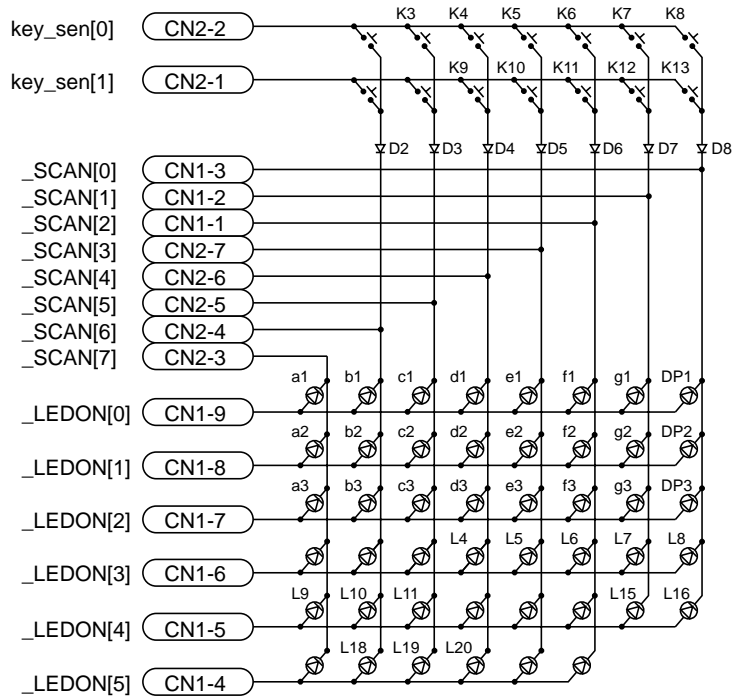 K3 K4 K5 K6 K7 K8
key_sen[0] CN2-2
key_sen[1] CN2-1 K9 K10 K11 K12 K13
D2 D3 D4 D5 D6 D7 D8
_SCAN[0] CN1-3
_SCAN[1] CN1-2
_SCAN[2] CN1-1
_SCAN[3] CN2-7
_SCAN[4] CN2-6
_SCAN[5] CN2-5
_SCAN[6] CN2-4
_SCAN[7] CN2-3
a1 b1 c1 d1 e1 f1 g1 DP1
_LEDON[0] CN1-9
a2 b2 c2 d2 e2 f2 g2 DP2
_LEDON[1] CN1-8
a3 b3 c3 d3 e3 f3 g3 DP3
_LEDON[2] CN1-7
L4 L5 L6 L7 L8
_LEDON[3] CN1-6
L9 L10 L11 L15 L16
_LEDON[4] CN1-5
L18 L19 L20
_LEDON[5] CN1-4